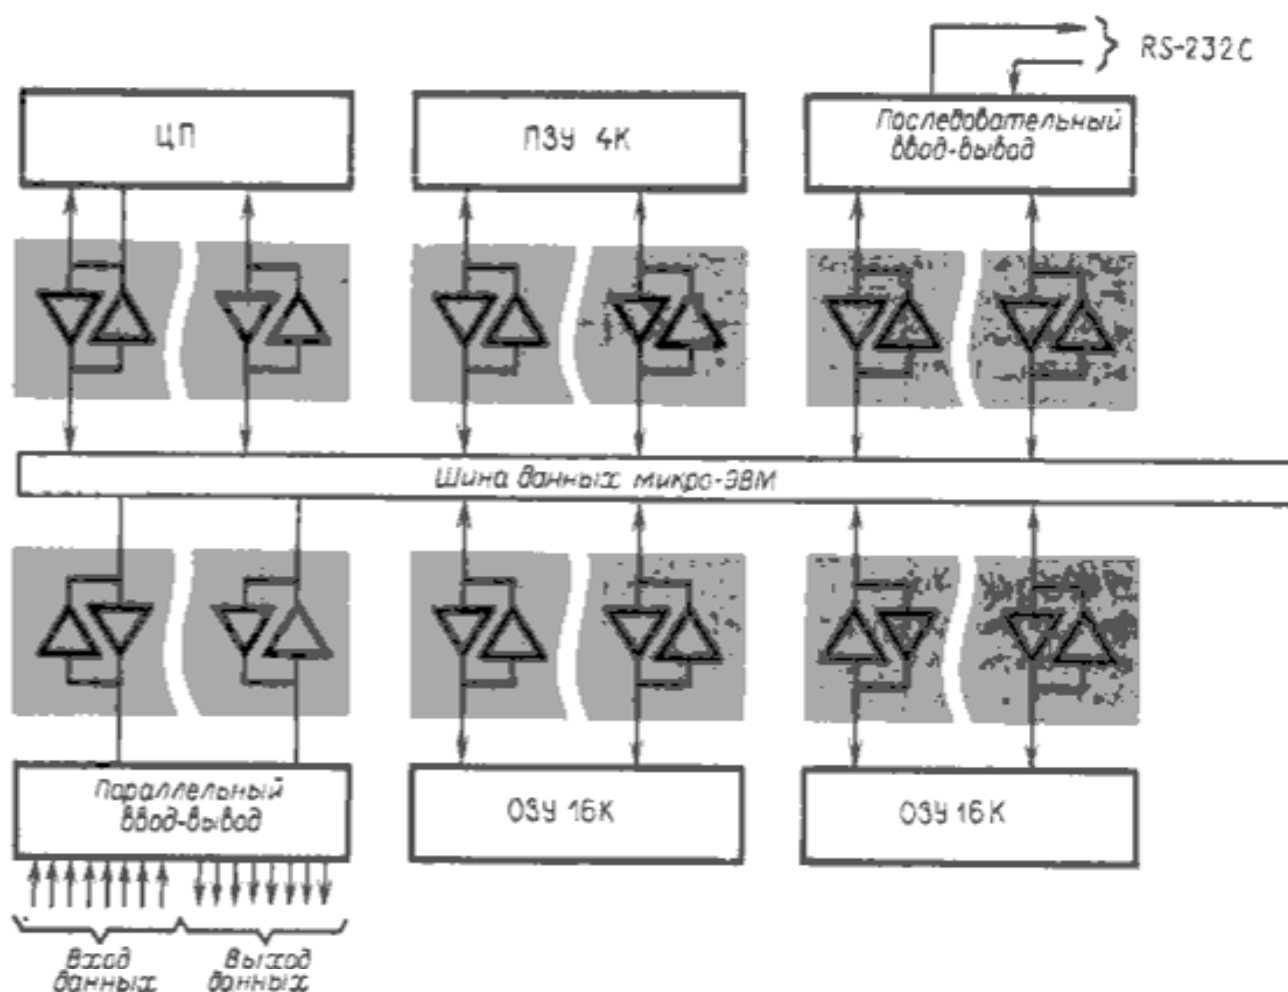 RS-232C
ЦП
ПЗУ 4К
Последовательный
ввод-вывод
Шина данных микро-ЭВМ
Параллельный
ввод-вывод
ОЗУ 16К
ОЗУ 16К
Вход
данных
Выход
данных